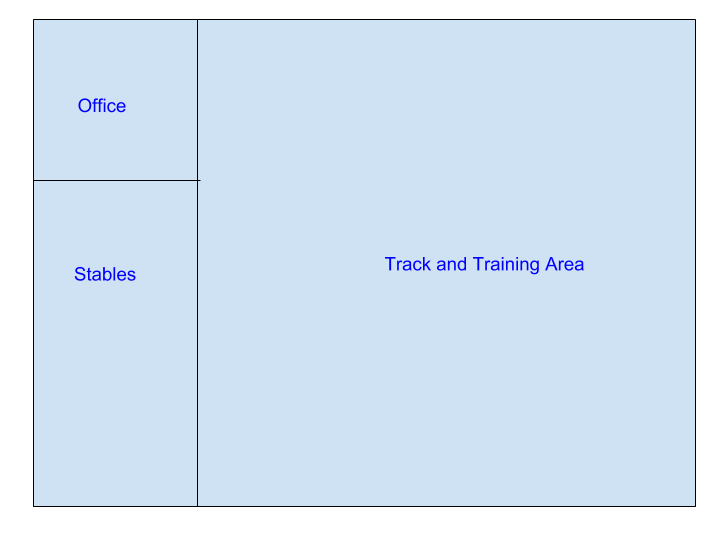 Office
Stables
Track and Training Area